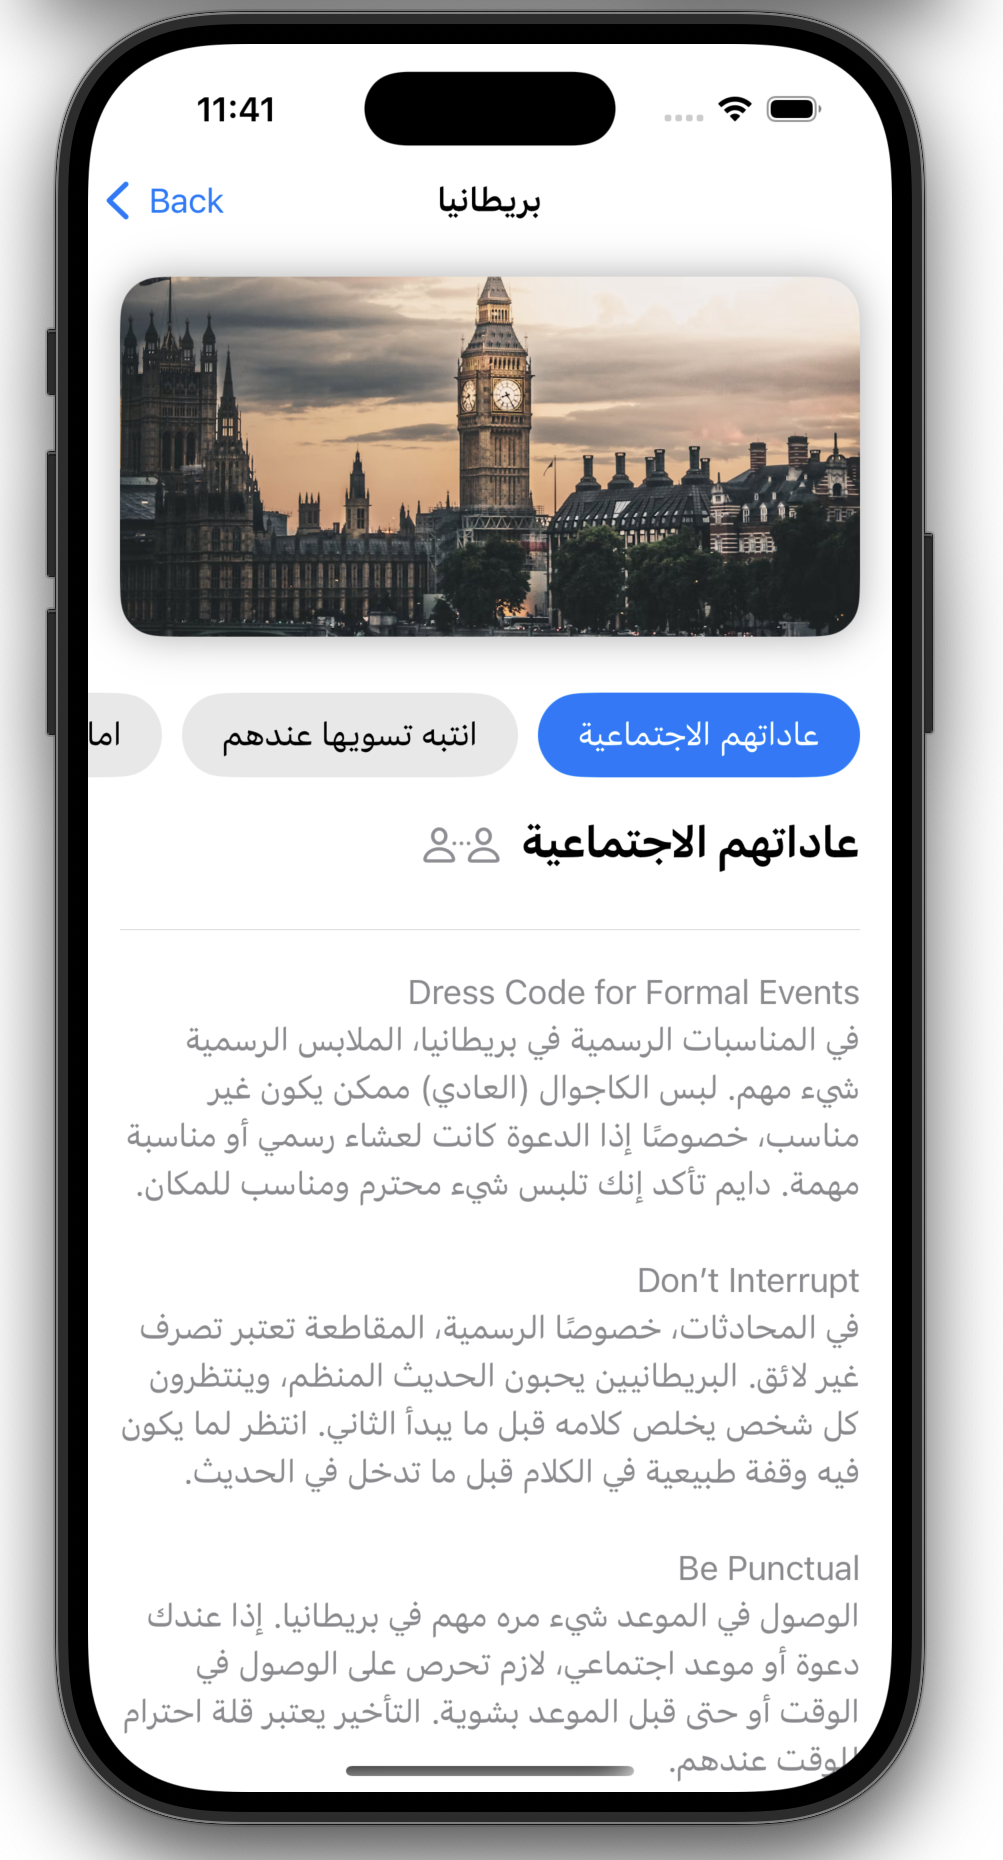 11:41
Back
بريطانيا
عاداتهم الاجتماعية
انتبه تسويها عندهم
اما
عاداتهم الاجتماعية
Dress Code for Formal Events
في المناسبات الرسمية في بريطانيا، الملابس الرسمية
شيء مهم. لبس الكاجوال (العادي) ممكن يكون غير
مناسب، خصوصًا إذا الدعوة كانت لعشاء رسمي أو مناسبة
مهمة. دايم تأكد إنك تلبس شيء محترم ومناسب للمكان.
Don’t Interrupt
في المحادثات، خصوصًا الرسمية، المقاطعة تعتبر تصرف
غير لائق. البريطانيين يحبون الحديث المنظم، وينتظرون
كل شخص يخلص كلامه قبل ما يبدأ الثاني. انتظر لما يكون
فيه وقفة طبيعية في الكلام قبل ما تدخل في الحديث.
Be Punctual
الوصول في الموعد شيء مره مهم في بريطانيا. إذا عندك
دعوة أو موعد اجتماعي، لازم تحرص على الوصول في
الوقت أو حتى قبل الموعد بشوية. التأخير يعتبر قلة احترام
للوقت عندهم.